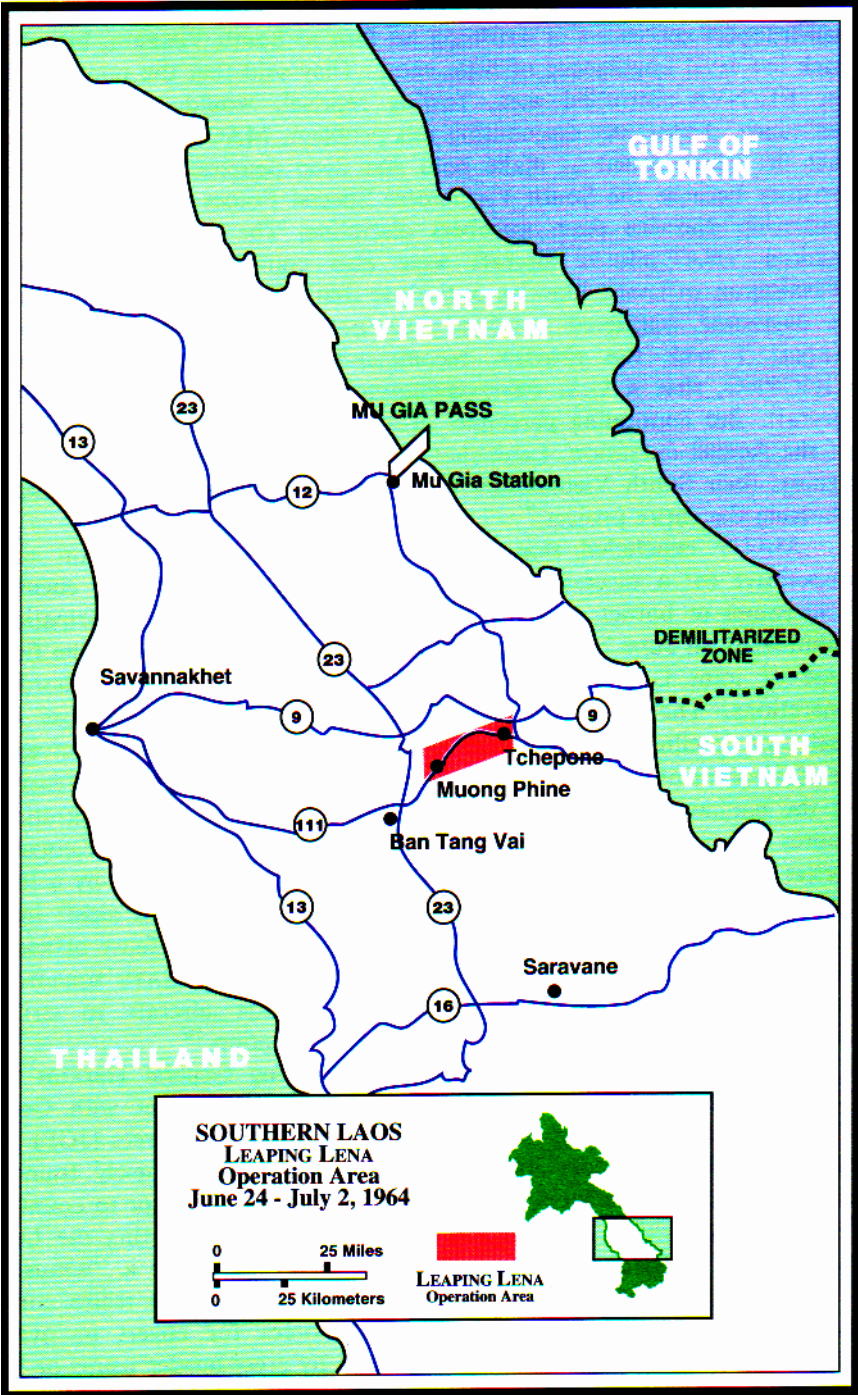 GULF OF
TONKIN
NORTH
VIETNAM
MU GIA PASS
23
13
Mu Gia Station
12
DEMILITARIZED
ZONE
23
Savannakhet
9
9
SOUTH
VIETNAM
Tchepone
Muong Phine
111
Ban Tang Vai
13
23
Saravane
16
THAILAND
SOUTHERN LAOS
LEAPING LENA
Operation Area
June 24 - July 2, 1964
0
25 Miles
0
25 Kilometers
LEAPING LENA
Operation Area